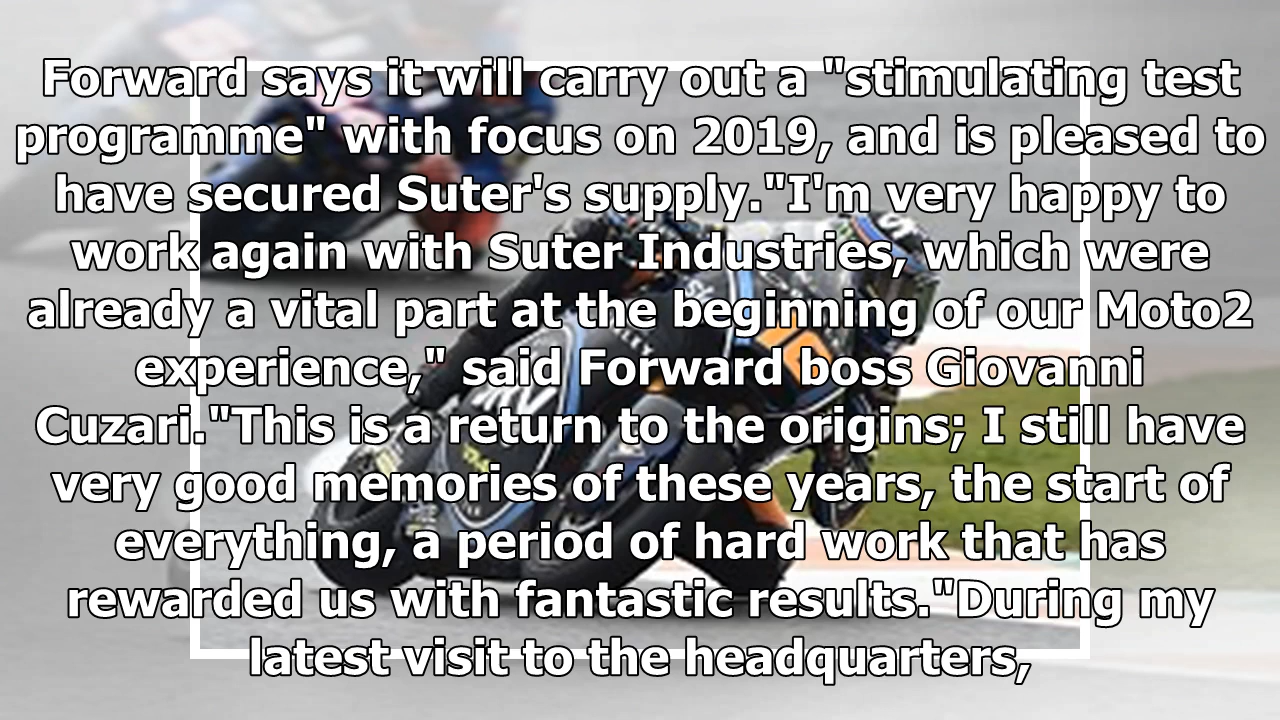 Forward says it will carry out a "stimulating test
programme" with focus on 2019, and is pleased to
have secured Suter's supply."I'm very happy to
work again with Suter Industries, which were
already a vital part at the beginning of our Moto2
experience," said Forward boss Giovanni
Cuzari."This is a return to the origins; I still have
very good memories of these years, the start of
everything, a period of hard work that has
rewarded us with fantastic results."During my
latest visit to the headquarters,